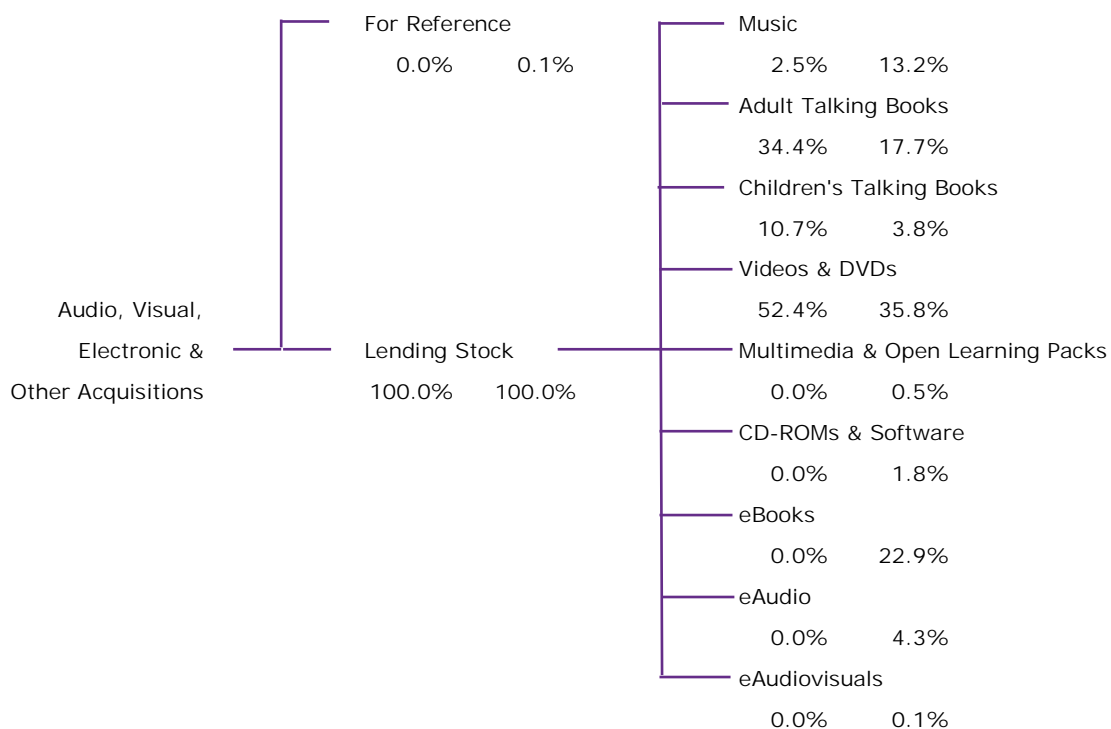 For Reference
0.0% 0.1%
Audio, Visual,
Electronic &
Other Acquisitions
Lending Stock
100.0% 100.0%
Music
2.5% 13.2%
Adult Talking Books
34.4% 17.7%
Children's Talking Books
10.7% 3.8%
Videos & DVDs
52.4% 35.8%
Multimedia & Open Learning Packs
0.0% 0.5%
CD-ROMs & Software
0.0% 1.8%
eBooks
0.0% 22.9%
eAudio
0.0% 4.3%
eAudiovisuals
0.0% 0.1%